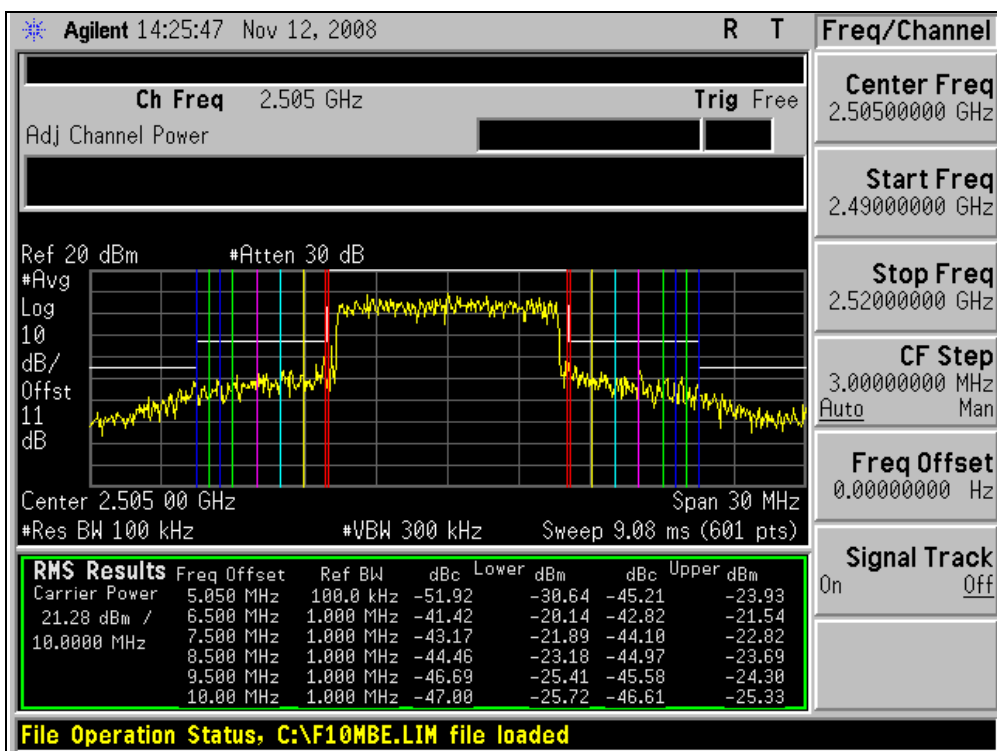 Agilent 14:25:47 Nov 12, 2008 R T
Freq/Channel
Ch Freq 2.505 GHz Trig Free
Adj Channel Power
Center Freq
2.50500000 GHz
Start Freq
2.49000000 GHz
Stop Freq
2.52000000 GHz
CF Step
3.00000000 MHz
Auto Man
Freq Offset
0.00000000 Hz
Signal Track
On Off
Ref 20 dBm #Atten 30 dB
#Avg
Log
10
dB/
Offst
11
dB
Center 2.505 00 GHz Span 30 MHz
#Res BW 100 kHz #VBW 300 kHz Sweep 9.08 ms (601 pts)
RMS Results Freq Offset Ref BW dBc Lower dBm dBc Upper dBm
Carrier Power 5.050 MHz 100.0 kHz -51.92 -30.64 -45.21 -23.93
21.28 dBm / 6.500 MHz 1.000 MHz -41.42 -20.14 -42.82 -21.54
10.0000 MHz 7.500 MHz 1.000 MHz -43.17 -21.89 -44.10 -22.82
8.500 MHz 1.000 MHz -44.46 -23.18 -44.97 -23.69
9.500 MHz 1.000 MHz -46.69 -25.41 -45.58 -24.30
10.00 MHz 1.000 MHz -47.00 -25.72 -46.61 -25.33
File Operation Status, C:\F10MBE.LIM file loaded